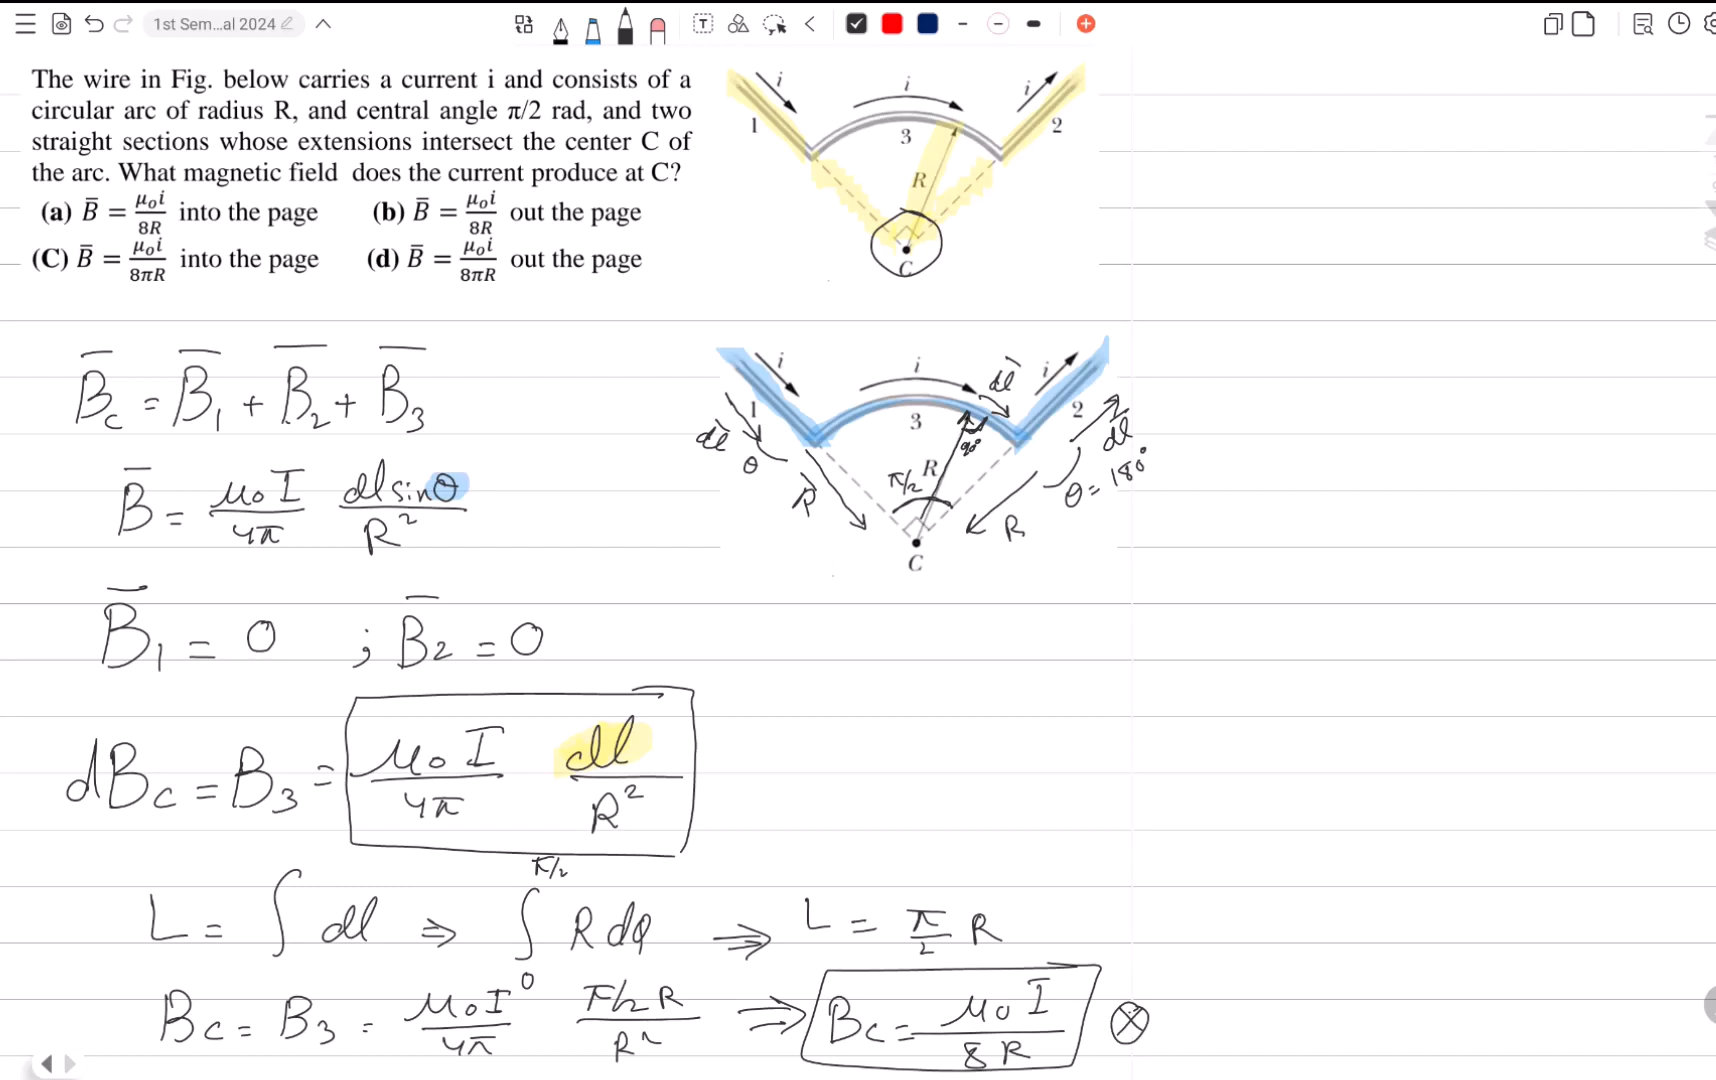 1st Sem...al 2024
The wire in Fig. below carries a current i and consists of a
circular arc of radius R, and central angle π/2 rad, and two
straight sections whose extensions intersect the center C of
the arc. What magnetic field does the current produce at C?
(a) B̄ = μ₀i/8R into the page (b) B̄ = μ₀i/8R out the page
(C) B̄ = μ₀i/8πR into the page (d) B̄ = μ₀i/8πR out the page
i i i
1 3 2
R
C
B̄c = B̄₁ + B̄₂ + B̄₃
B̄ = μ₀I/4π dl sinθ/R²
i i dl i
1 3 2
dl θ R π/2 R 90° R dl θ = 180°
C
B̄₁ = 0 ; B̄₂ = 0
dBc = B₃ = μ₀I/4π dl/R²
L = ∫ dl ⇒ ∫₀^π/2 R dφ ⇒ L = π/2 R
Bc = B₃ = μ₀I/4π π/2 R/R² ⇒ Bc = μ₀I/8R ⊗